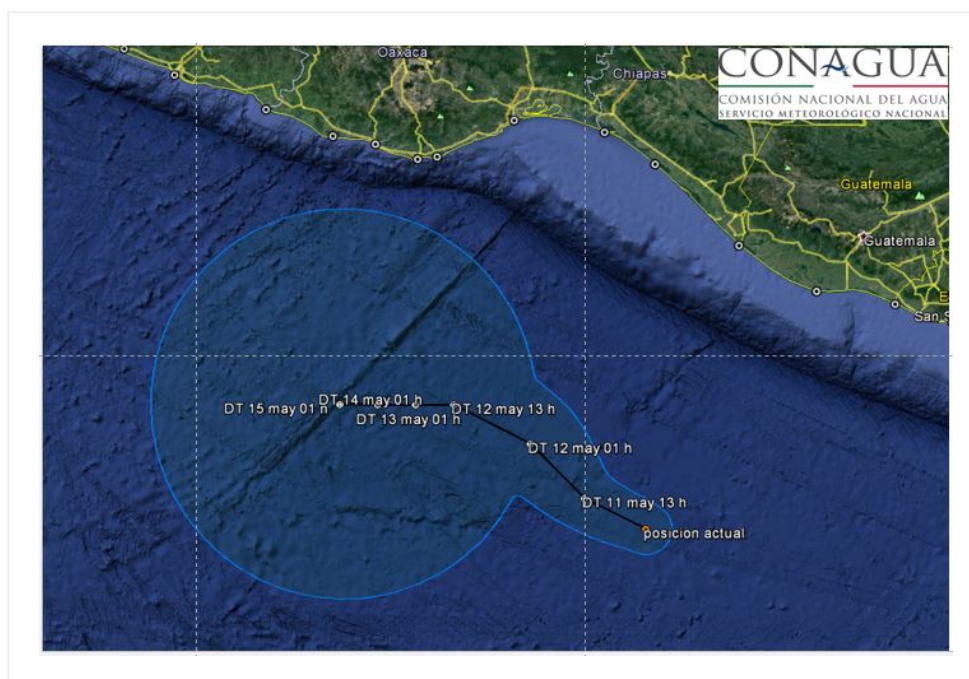 Oaxaca
CONAGUA
COMISIÓN NACIONAL DEL AGUA
SERVICIO METEOROLÓGICO NACIONAL
Chiapas
Guatemala
Guatemala
E
San S
DT 14 may 01 h
DT 15 may 01 h
DT 12 may 13 h
DT 13 may 01 h
DT 12 may 01 h
DT 11 may 13 h
posicion actual